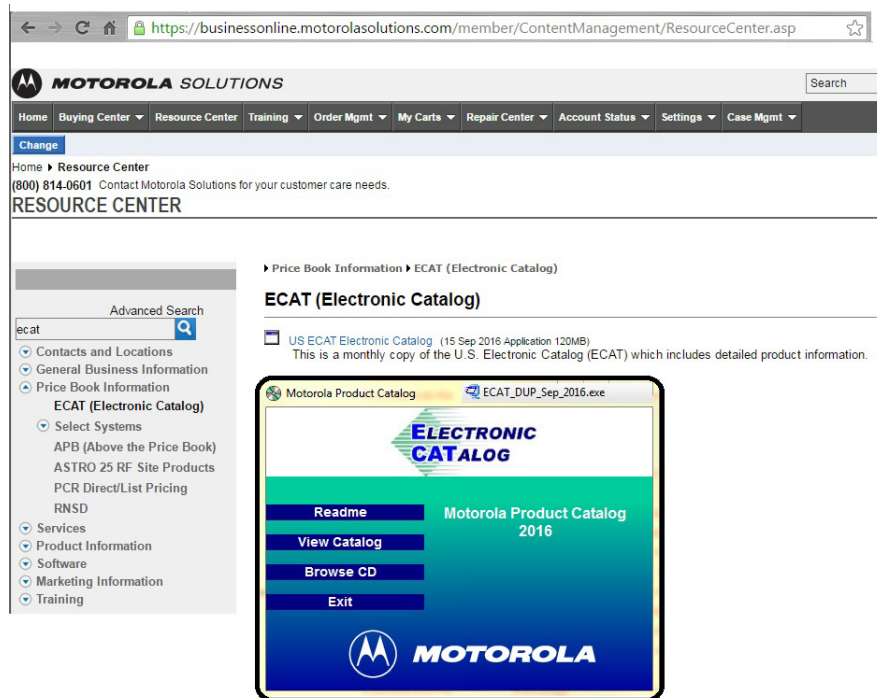 https://businessonline.motorolasolutions.com/member/ContentManagement/ResourceCenter.asp
MOTOROLA SOLUTIONS
Search
Home Buying Center Resource Center Training Order Mgmt My Carts Repair Center Account Status Settings Case Mgmt
Change
Home Resource Center
(800) 814-0601 Contact Motorola Solutions for your customer care needs.
RESOURCE CENTER
Advanced Search
ecat
Contacts and Locations
General Business Information
Price Book Information
ECAT (Electronic Catalog)
Select Systems
APB (Above the Price Book)
ASTRO 25 RF Site Products
PCR Direct/List Pricing
RNSD
Services
Product Information
Software
Marketing Information
Training
Price Book Information ECAT (Electronic Catalog)
ECAT (Electronic Catalog)
US ECAT Electronic Catalog (15 Sep 2016 Application 120MB)
This is a monthly copy of the U.S. Electronic Catalog (ECAT) which includes detailed product information.
Motorola Product Catalog ECAT_DUP_Sep_2016.exe
ELECTRONIC
CATALOG
Readme
View Catalog
Browse CD
Exit
Motorola Product Catalog
2016
MOTOROLA